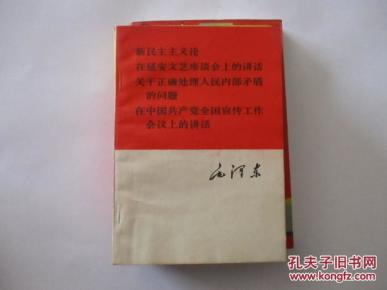 新民主主义论
在延安文艺座谈会上的讲话
关于正确处理人民内部矛盾
的问题
在中国共产党全国宣传工作
会议上的讲话
毛泽东
孔夫子旧书网